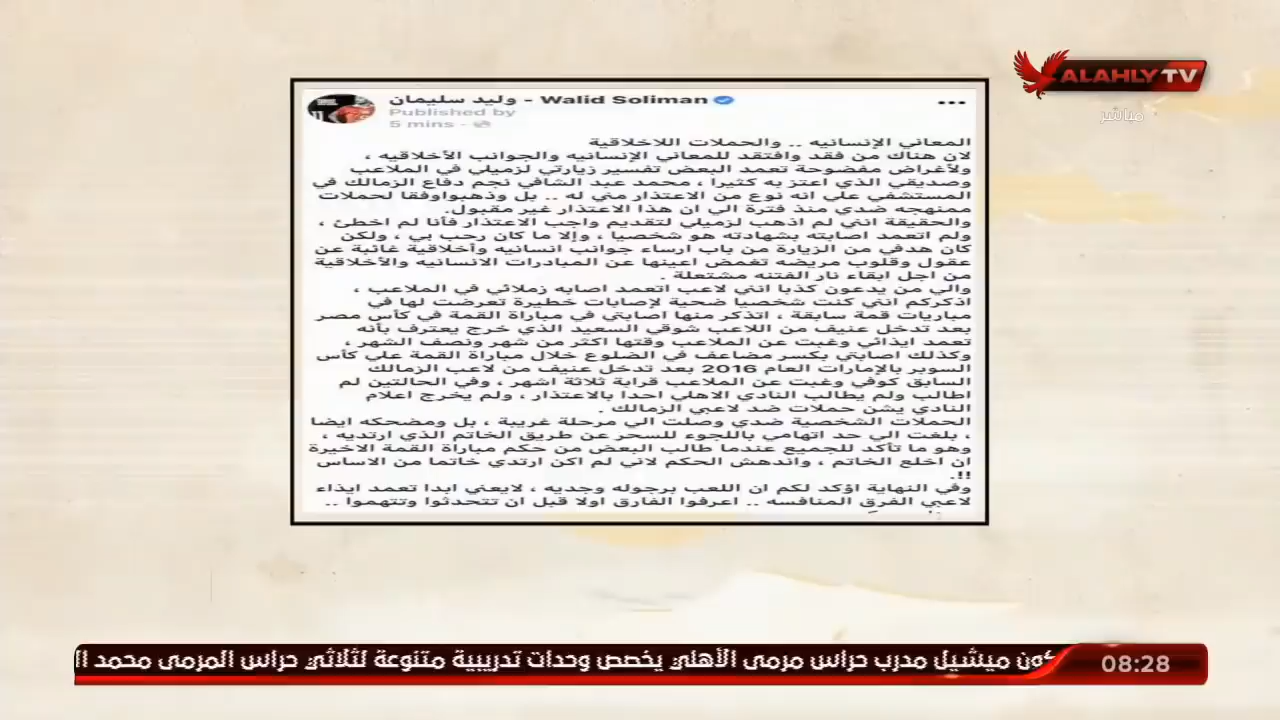 ALAHLY TV
مباشر
وليد سليمان - Walid Soliman
Published by
5 mins
المعاني الإنسانيه .. والحملات اللاخلاقية
لان هناك من فقد وافتقد للمعاني الإنسانيه والجوانب الأخلاقيه ،
ولأغراض مفضوحة تعمد البعض تفسير زيارتي لزميلي في الملاعب
وصديقي الذي اعتز به كثيرا ، محمد عبد الشافي نجم دفاع الزمالك في
المستشفي علي انه نوع من الاعتذار مني له .. بل وذهبواوفقا لحملات
ممنهجه ضدي منذ فترة الي ان هذا الاعتذار غير مقبول.
والحقيقة انني لم اذهب لزميلي لتقديم واجب الاعتذار فأنا لم اخطئ ،
ولم اتعمد اصابته بشهادته هو شخصيا ، وإلا ما كان رحب بي ، ولكن
كان هدفي من الزيارة من باب ارساء جوانب انسانيه وأخلاقية غائبة عن
عقول وقلوب مريضه تغمض اعينها عن المبادرات الانسانيه والأخلاقية
من اجل ابقاء نار الفتنه مشتعلة .
والي من يدعون كذبا انني لاعب اتعمد اصابه زملائي في الملاعب ،
اذكركم انني كنت شخصيا ضحية لإصابات خطيرة تعرضت لها في
مباريات قمة سابقة ، اتذكر منها اصابتي في مباراة القمة في كأس مصر
بعد تدخل عنيف من اللاعب شوقي السعيد الذي خرج يعترف بأنه
تعمد ايذائي وغبت عن الملاعب وقتها اكثر من شهر ونصف الشهر ،
وكذلك اصابتي بكسر مضاعف في الضلوع خلال مباراة القمة علي كأس
السوبر بالإمارات العام 2016 بعد تدخل عنيف من لاعب الزمالك
السابق كوفي وغبت عن الملاعب قرابة ثلاثة اشهر ، وفي الحالتين لم
اطالب ولم يطالب النادي الاهلي احدا بالاعتذار ، ولم يخرج اعلام
النادي يشن حملات ضد لاعبي الزمالك .
الحملات الشخصية ضدي وصلت الي مرحلة غريبة ، بل ومضحكه ايضا
، بلغت الي حد اتهامي باللجوء للسحر عن طريق الخاتم الذي ارتديه ،
وهو ما تأكد للجميع عندما طالب البعض من حكم مباراة القمة الاخيرة
ان اخلع الخاتم ، واندهش الحكم لاني لم اكن ارتدي خاتما من الاساس
.!!
وفي النهاية اؤكد لكم ان اللعب برجوله وجديه ، لايعني ابدا تعمد ايذاء
لاعبي الفرق المنافسه .. اعرفوا الفارق اولا قبل ان تتحدثوا وتتهموا ..
كون ميشيل مدرب حراس مرمى الأهلي يخصص وحدات تدريبية متنوعة لثلاثي حراس المرمى محمد ال
08:28